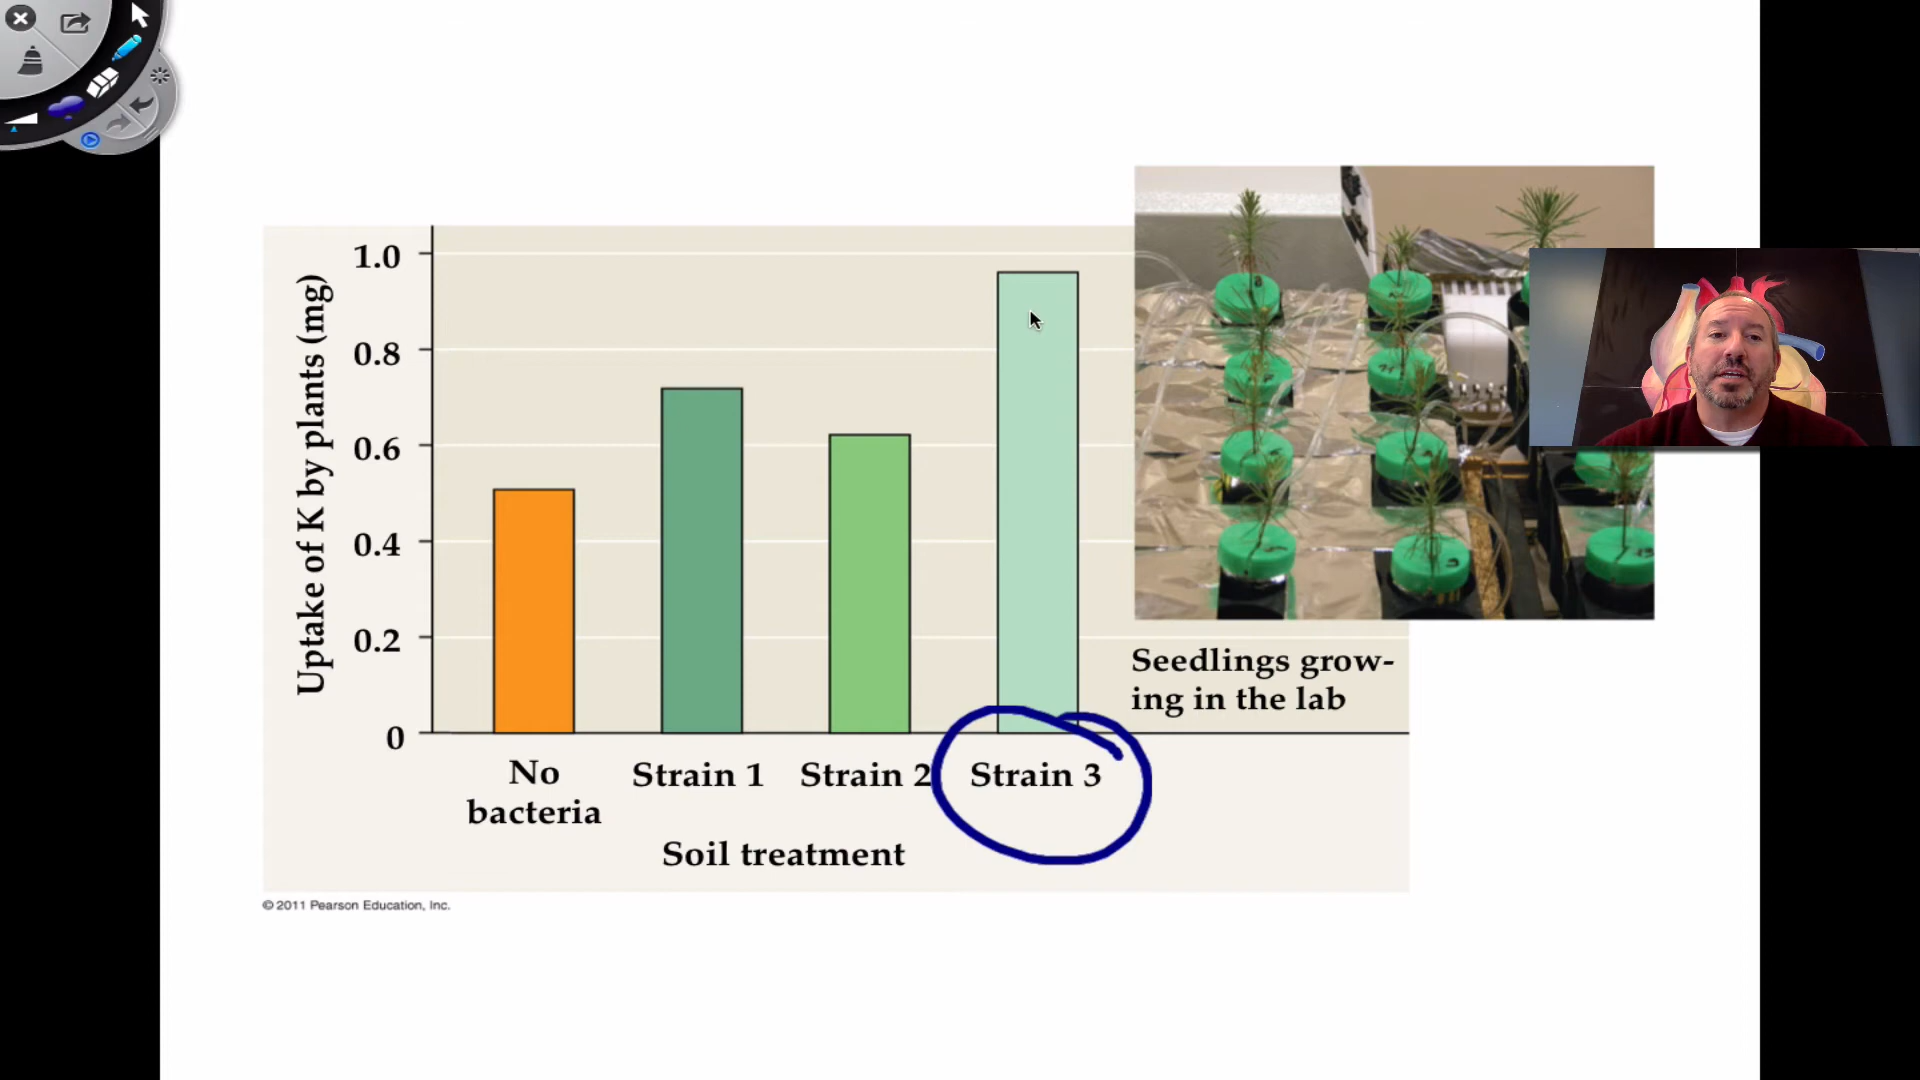 1.0
0.8
0.6
0.4
0.2
0
Uptake of K by plants (mg)
No
bacteria
Strain 1
Strain 2
Strain 3
Soil treatment
Seedlings grow-
ing in the lab
© 2011 Pearson Education, Inc.